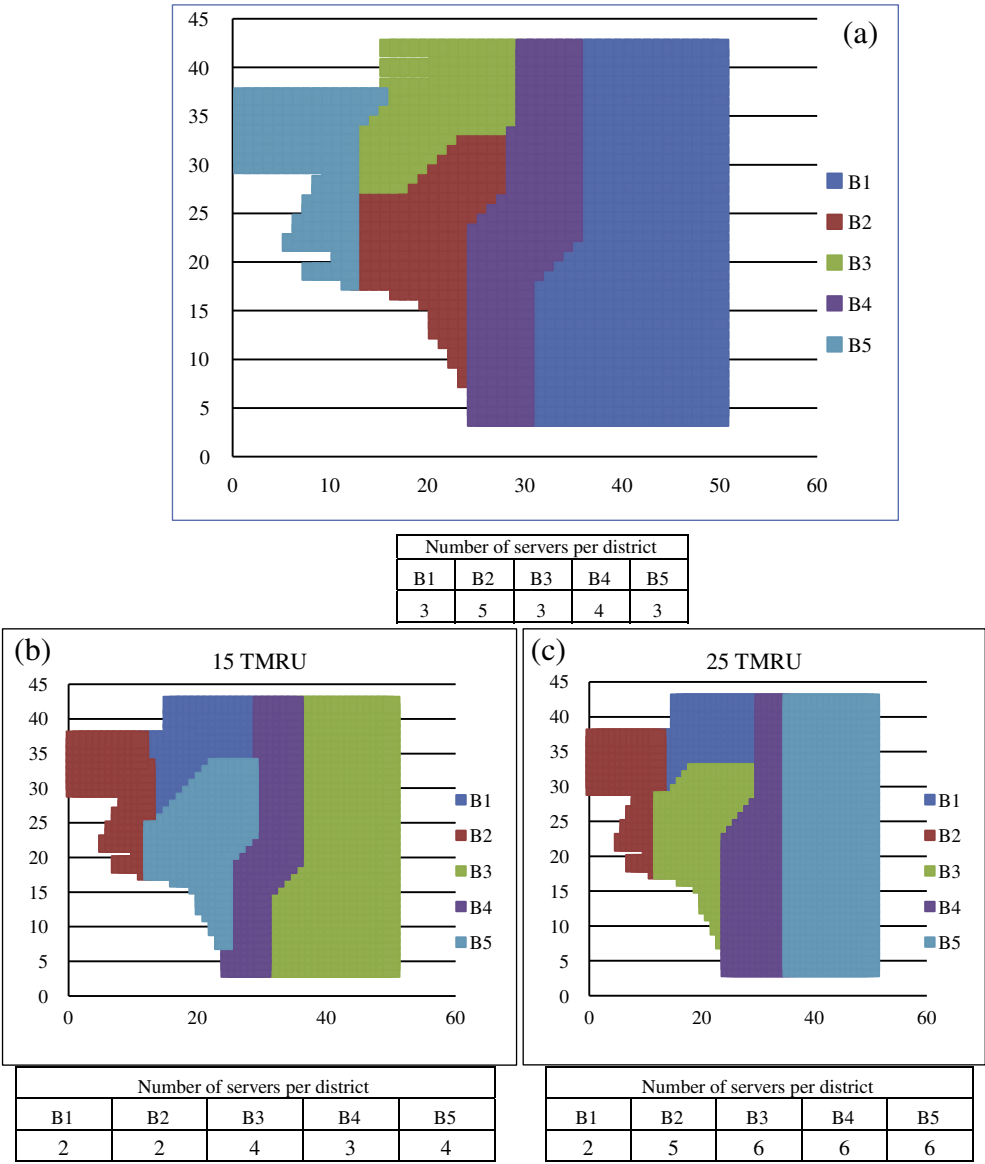 (a)
45
40
35
30
25
20
15
10
5
0
0 10 20 30 40 50 60
B1
B2
B3
B4
B5
Number of servers per district
B1 B2 B3 B4 B5
3 5 3 4 3
(b)
15 TMRU
45
40
35
30
25
20
15
10
5
0
0 20 40 60
B1
B2
B3
B4
B5
Number of servers per district
B1 B2 B3 B4 B5
2 2 4 3 4
(c)
25 TMRU
45
40
35
30
25
20
15
10
5
0
0 20 40 60
B1
B2
B3
B4
B5
Number of servers per district
B1 B2 B3 B4 B5
2 5 6 6 6